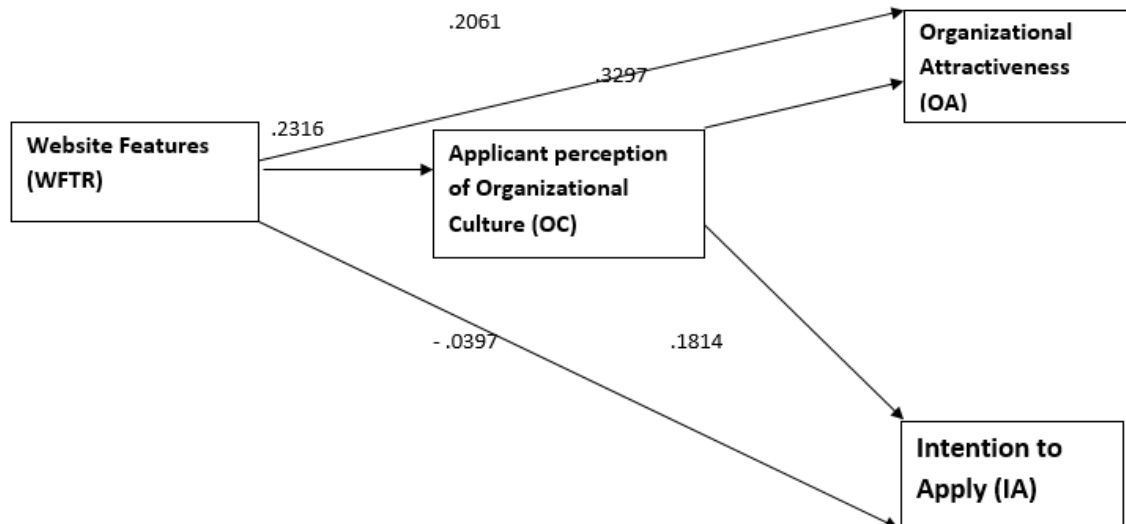 .2061
Organizational
Attractiveness
(OA)
.3297
.2316
Website Features
(WFTR)
Applicant perception
of Organizational
Culture (OC)
- .0397
.1814
Intention to
Apply (IA)